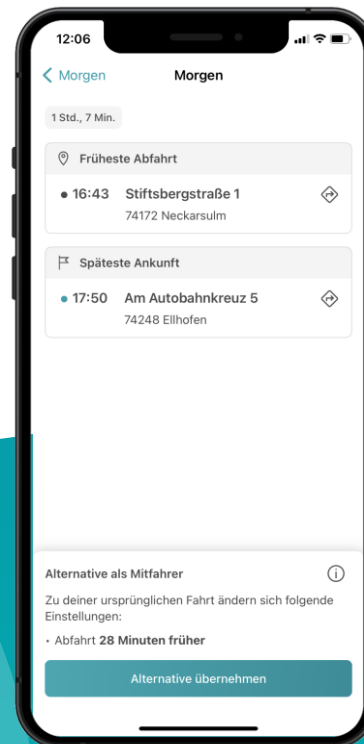 12:06
Morgen
Morgen
1 Std., 7 Min.
Früheste Abfahrt
16:43 Stiftsbergstraße 1
74172 Neckarsulm
Späteste Ankunft
17:50 Am Autobahnkreuz 5
74248 Ellhofen
Alternative als Mitfahrer
Zu deiner ursprünglichen Fahrt ändern sich folgende
Einstellungen:
• Abfahrt 28 Minuten früher
Alternative übernehmen